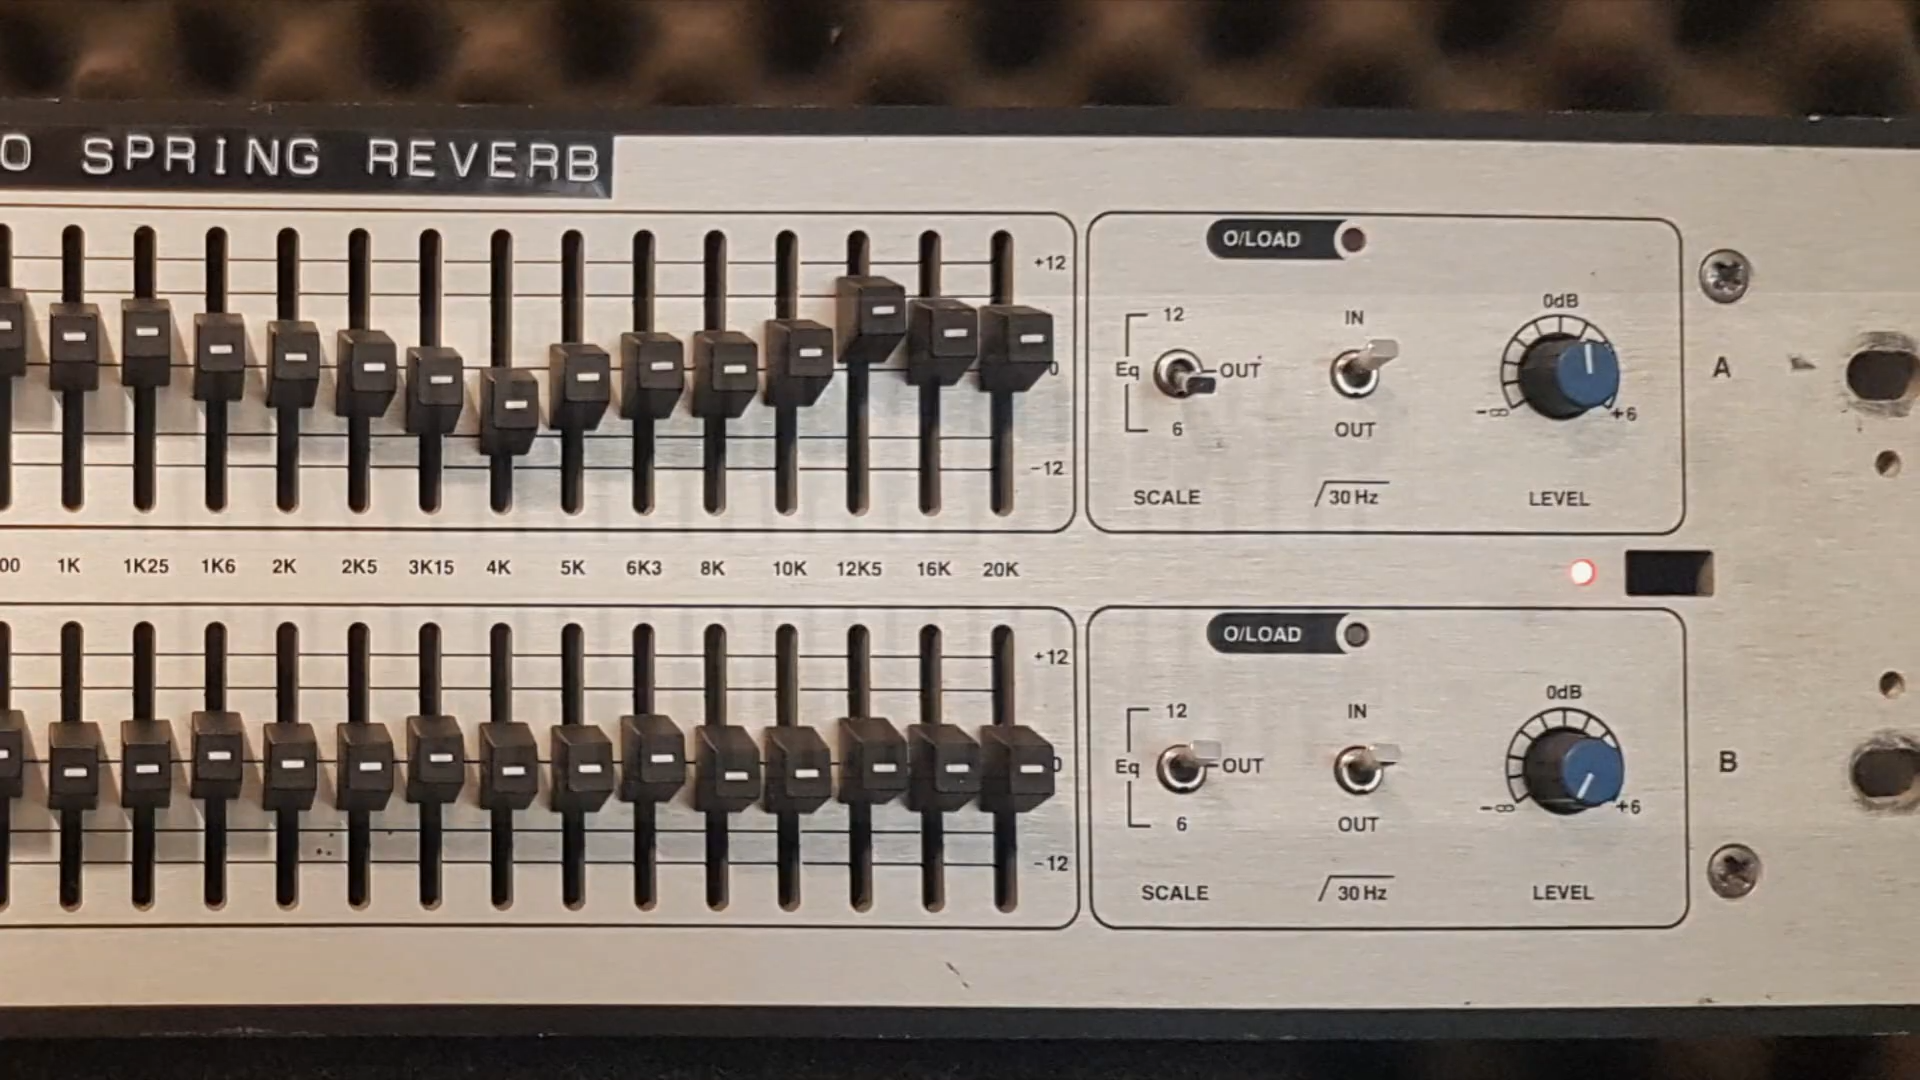 O SPRING REVERB
O/LOAD
+12
0
-12
12
Eq
OUT
6
SCALE
IN
OUT
30 Hz
0dB
-∞
+6
LEVEL
A
00 1K 1K25 1K6 2K 2K5 3K15 4K 5K 6K3 8K 10K 12K5 16K 20K
O/LOAD
+12
0
-12
12
Eq
OUT
6
SCALE
IN
OUT
30 Hz
0dB
-∞
+6
LEVEL
B